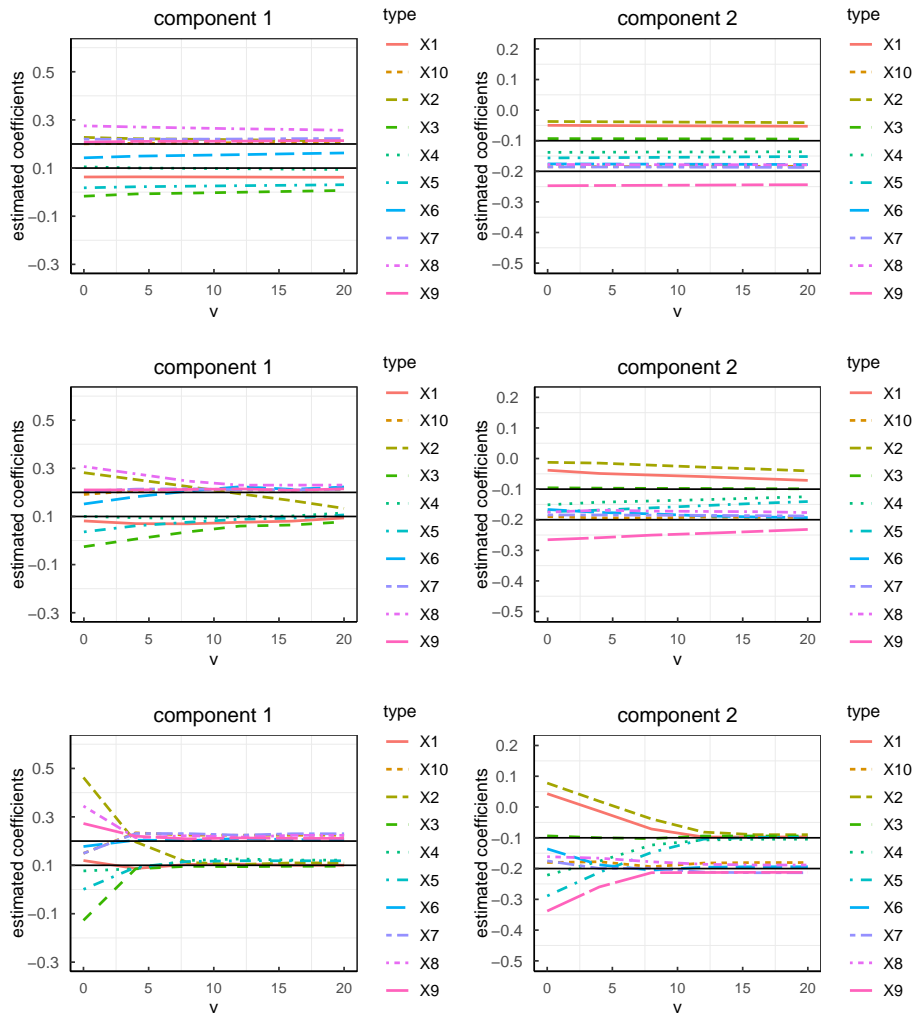 component 1
estimated coefficients
0.5
0.3
0.1
−0.1
−0.3
0 5 10 15 20
v
type
X1
X10
X2
X3
X4
X5
X6
X7
X8
X9
component 2
estimated coefficients
0.2
0.1
0.0
−0.1
−0.2
−0.3
−0.4
−0.5
0 5 10 15 20
v
type
X1
X10
X2
X3
X4
X5
X6
X7
X8
X9
component 1
estimated coefficients
0.5
0.3
0.1
−0.1
−0.3
0 5 10 15 20
v
type
X1
X10
X2
X3
X4
X5
X6
X7
X8
X9
component 2
estimated coefficients
0.2
0.1
0.0
−0.1
−0.2
−0.3
−0.4
−0.5
0 5 10 15 20
v
type
X1
X10
X2
X3
X4
X5
X6
X7
X8
X9
component 1
estimated coefficients
0.5
0.3
0.1
−0.1
−0.3
0 5 10 15 20
v
type
X1
X10
X2
X3
X4
X5
X6
X7
X8
X9
component 2
estimated coefficients
0.2
0.1
0.0
−0.1
−0.2
−0.3
−0.4
−0.5
0 5 10 15 20
v
type
X1
X10
X2
X3
X4
X5
X6
X7
X8
X9